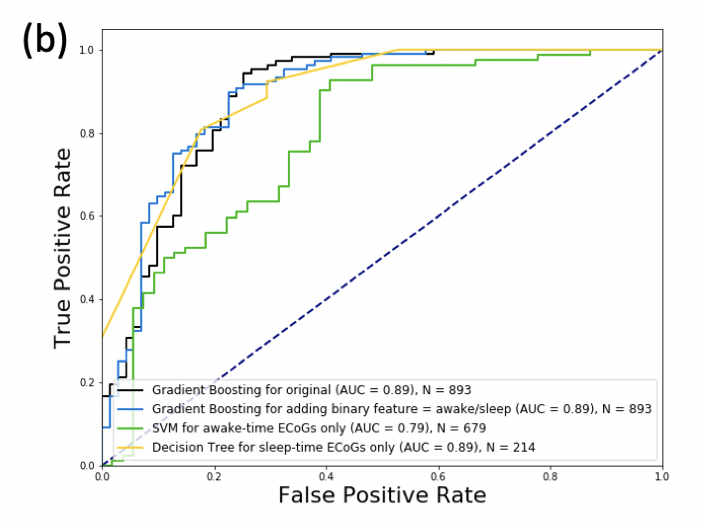 (b)
True Positive Rate
1.0
0.8
0.6
0.4
0.2
0.0
Gradient Boosting for original (AUC = 0.89), N = 893
Gradient Boosting for adding binary feature = awake/sleep (AUC = 0.89), N = 893
SVM for awake-time ECoGs only (AUC = 0.79), N = 679
Decision Tree for sleep-time ECoGs only (AUC = 0.89), N = 214
0.0 0.2 0.4 0.6 0.8 1.0
False Positive Rate